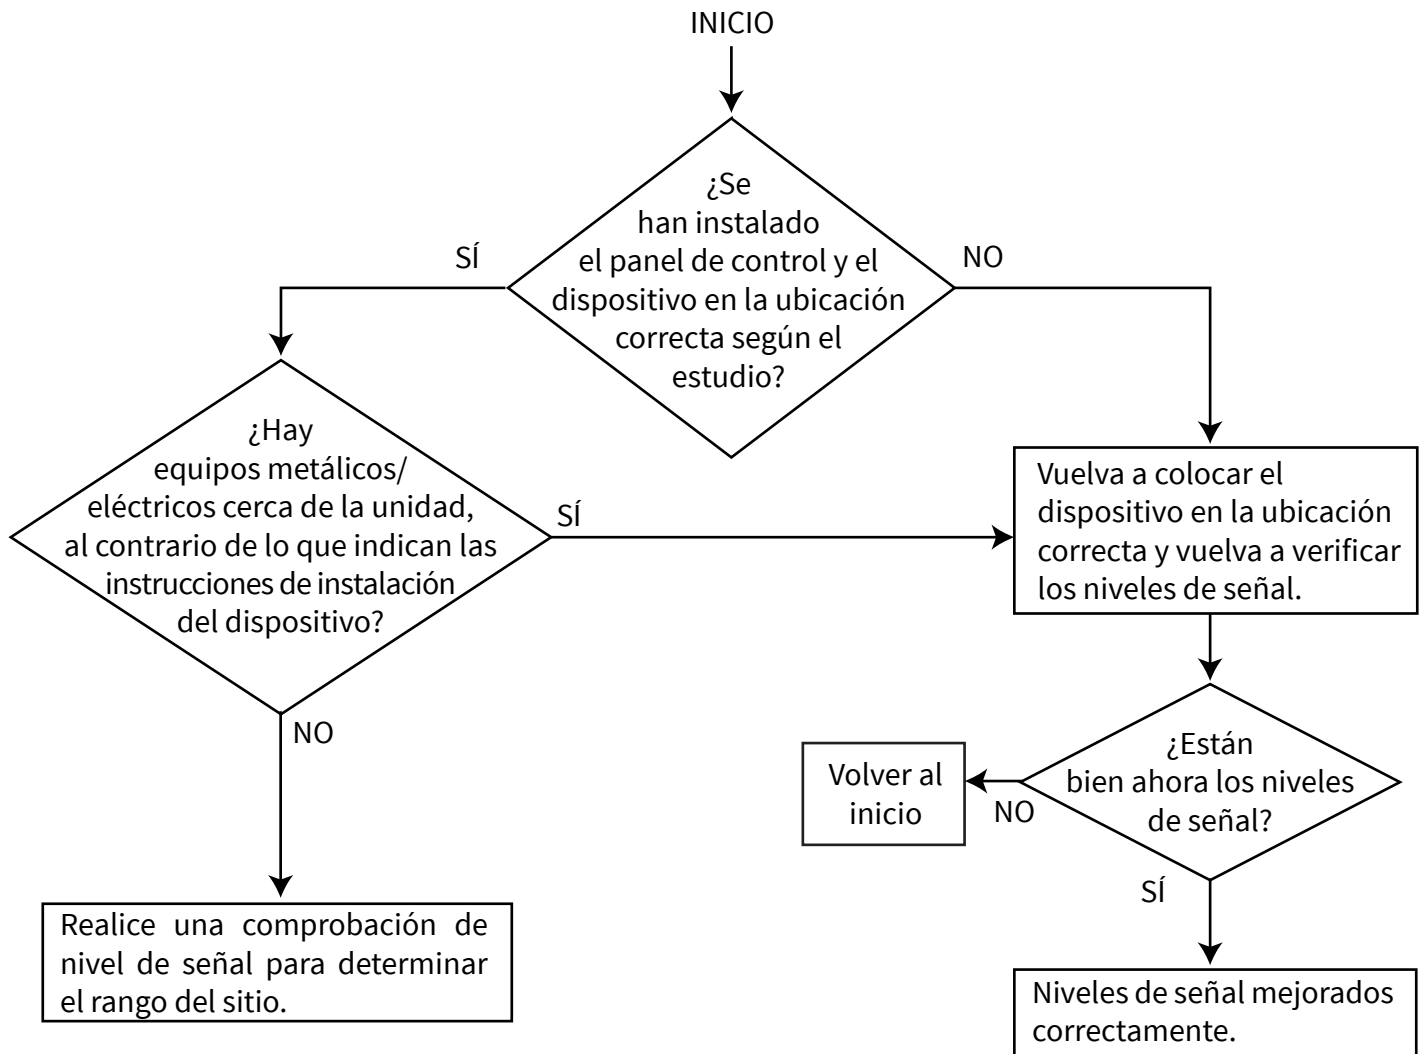 INICIO
¿Se
han instalado
el panel de control y el
dispositivo en la ubicación
correcta según el
estudio?
SÍ
NO
¿Hay
equipos metálicos/
eléctricos cerca de la unidad,
al contrario de lo que indican las
instrucciones de instalación
del dispositivo?
SÍ
NO
Vuelva a colocar el
dispositivo en la ubicación
correcta y vuelva a verificar
los niveles de señal.
¿Están
bien ahora los niveles
de señal?
NO
Volver al
inicio
SÍ
Realice una comprobación de
nivel de señal para determinar
el rango del sitio.
Niveles de señal mejorados
correctamente.